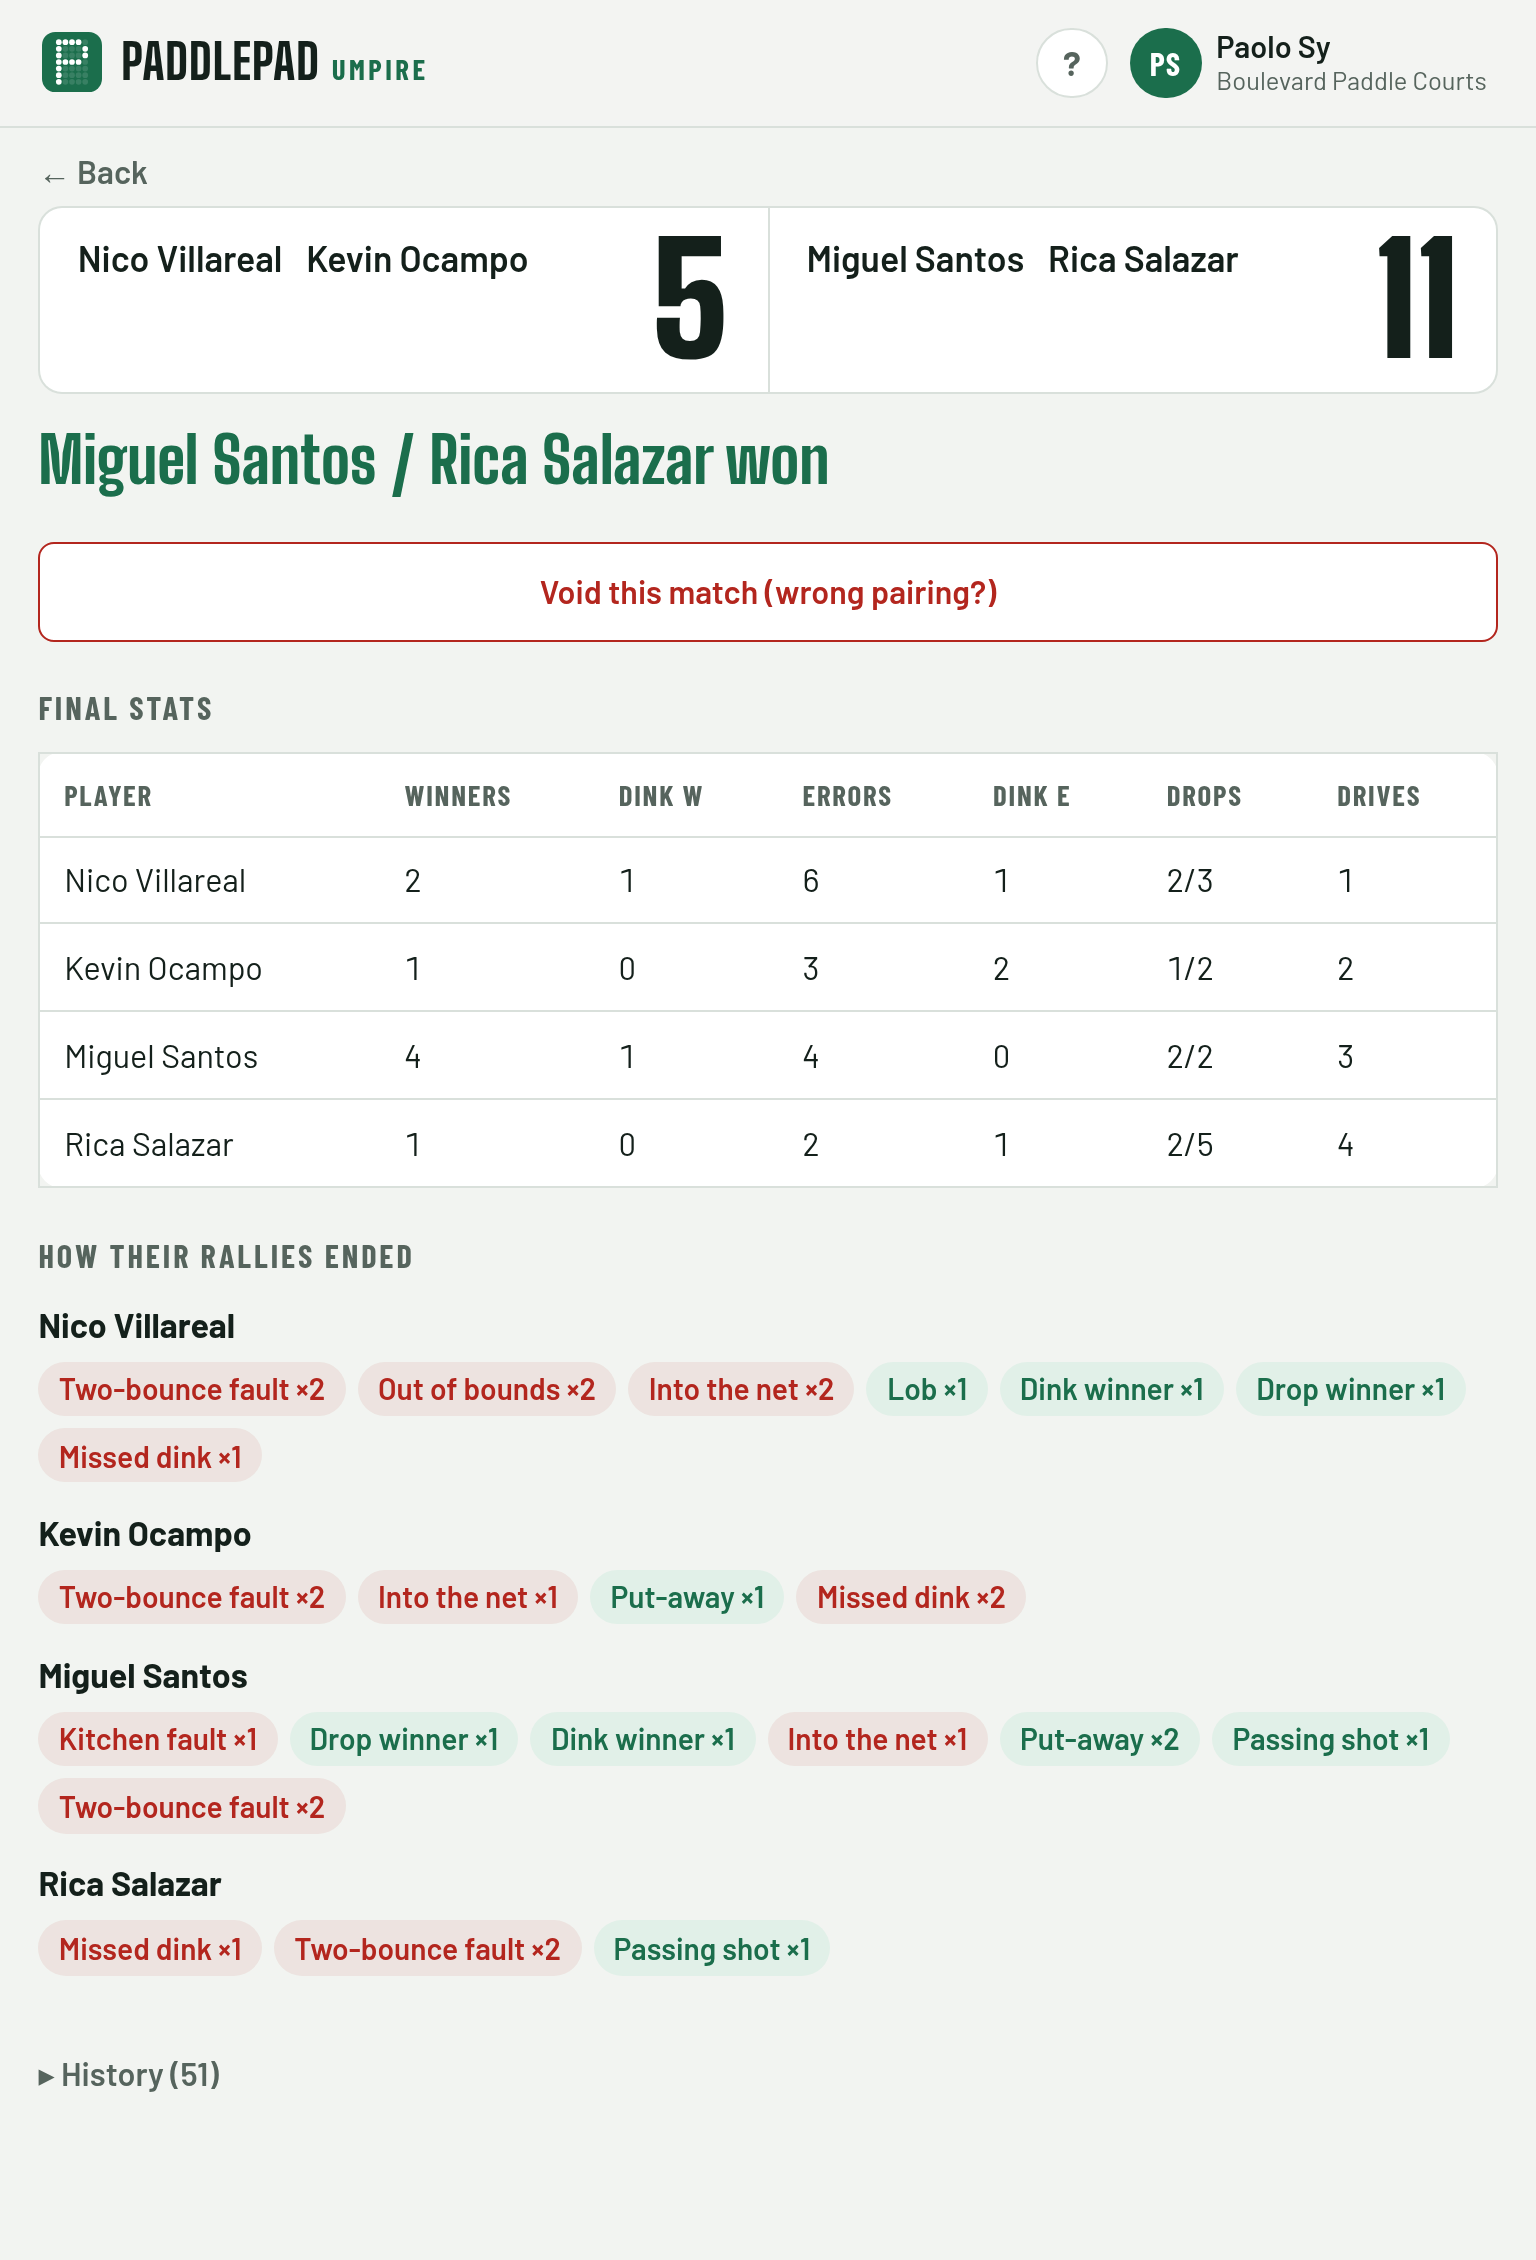 PADDLEPAD UMPIRE
?
PS
Paolo Sy
Boulevard Paddle Courts
← Back
Nico Villareal Kevin Ocampo 5
Miguel Santos Rica Salazar 11
Miguel Santos / Rica Salazar won
Void this match (wrong pairing?)
FINAL STATS
PLAYER WINNERS DINK W ERRORS DINK E DROPS DRIVES
Nico Villareal 2 1 6 1 2/3 1
Kevin Ocampo 1 0 3 2 1/2 2
Miguel Santos 4 1 4 0 2/2 3
Rica Salazar 1 0 2 1 2/5 4
HOW THEIR RALLIES ENDED
Nico Villareal
Two-bounce fault ×2 Out of bounds ×2 Into the net ×2 Lob ×1 Dink winner ×1 Drop winner ×1
Missed dink ×1
Kevin Ocampo
Two-bounce fault ×2 Into the net ×1 Put-away ×1 Missed dink ×2
Miguel Santos
Kitchen fault ×1 Drop winner ×1 Dink winner ×1 Into the net ×1 Put-away ×2 Passing shot ×1
Two-bounce fault ×2
Rica Salazar
Missed dink ×1 Two-bounce fault ×2 Passing shot ×1
▸ History (51)